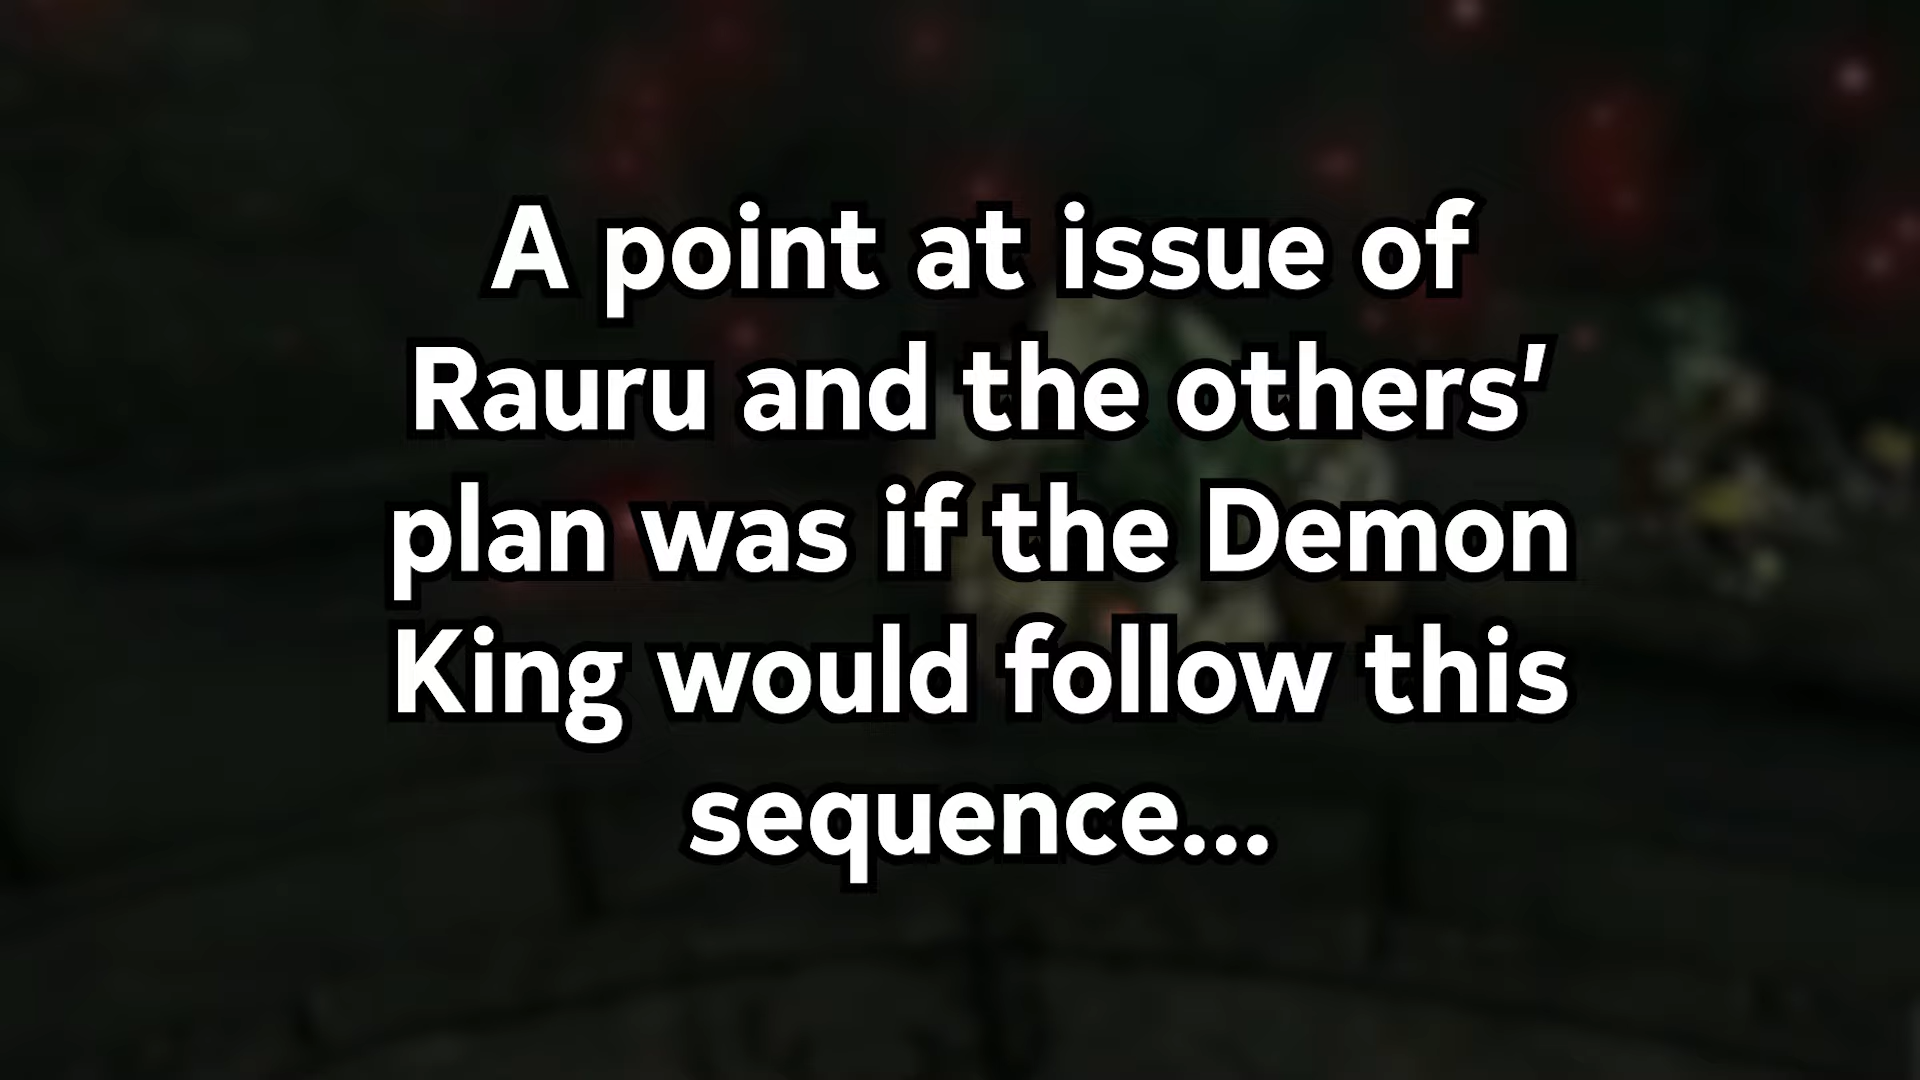 A point at issue of
Rauru and the others’
plan was if the Demon
King would follow this
sequence...